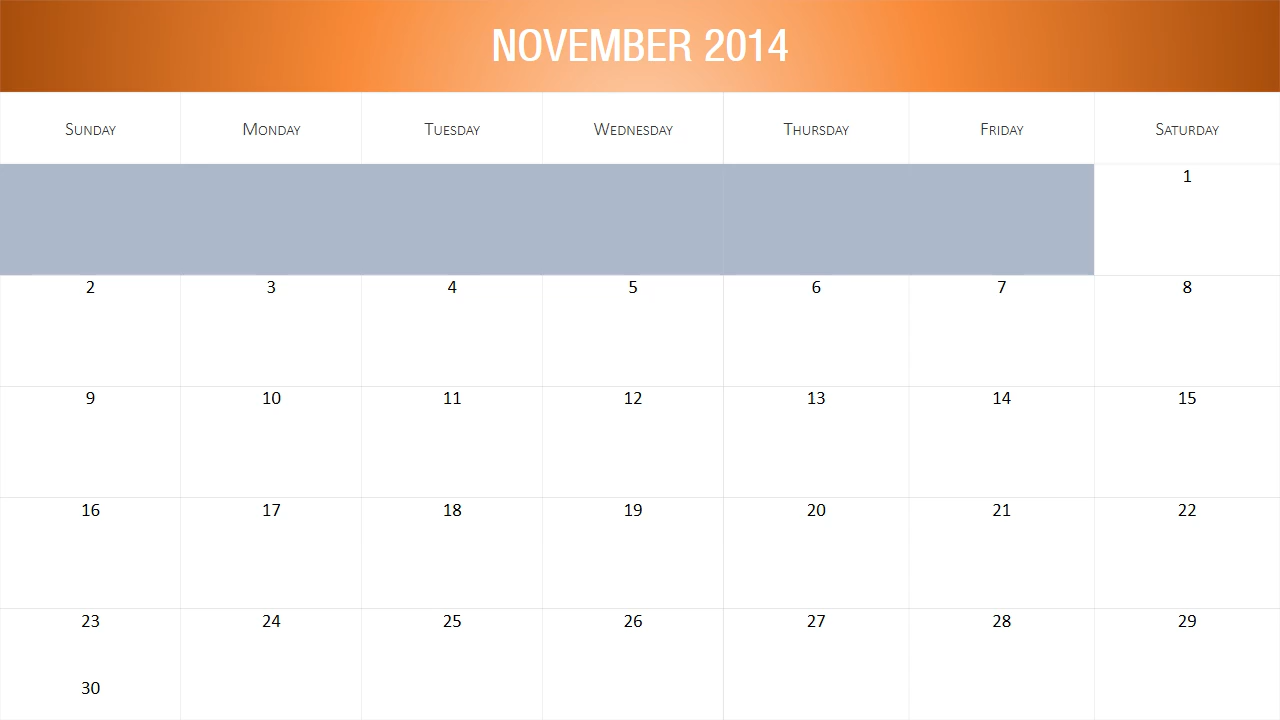 NOVEMBER 2014
Sunday Monday Tuesday Wednesday Thursday Friday Saturday
1
2 3 4 5 6 7 8
9 10 11 12 13 14 15
16 17 18 19 20 21 22
23 24 25 26 27 28 29
30